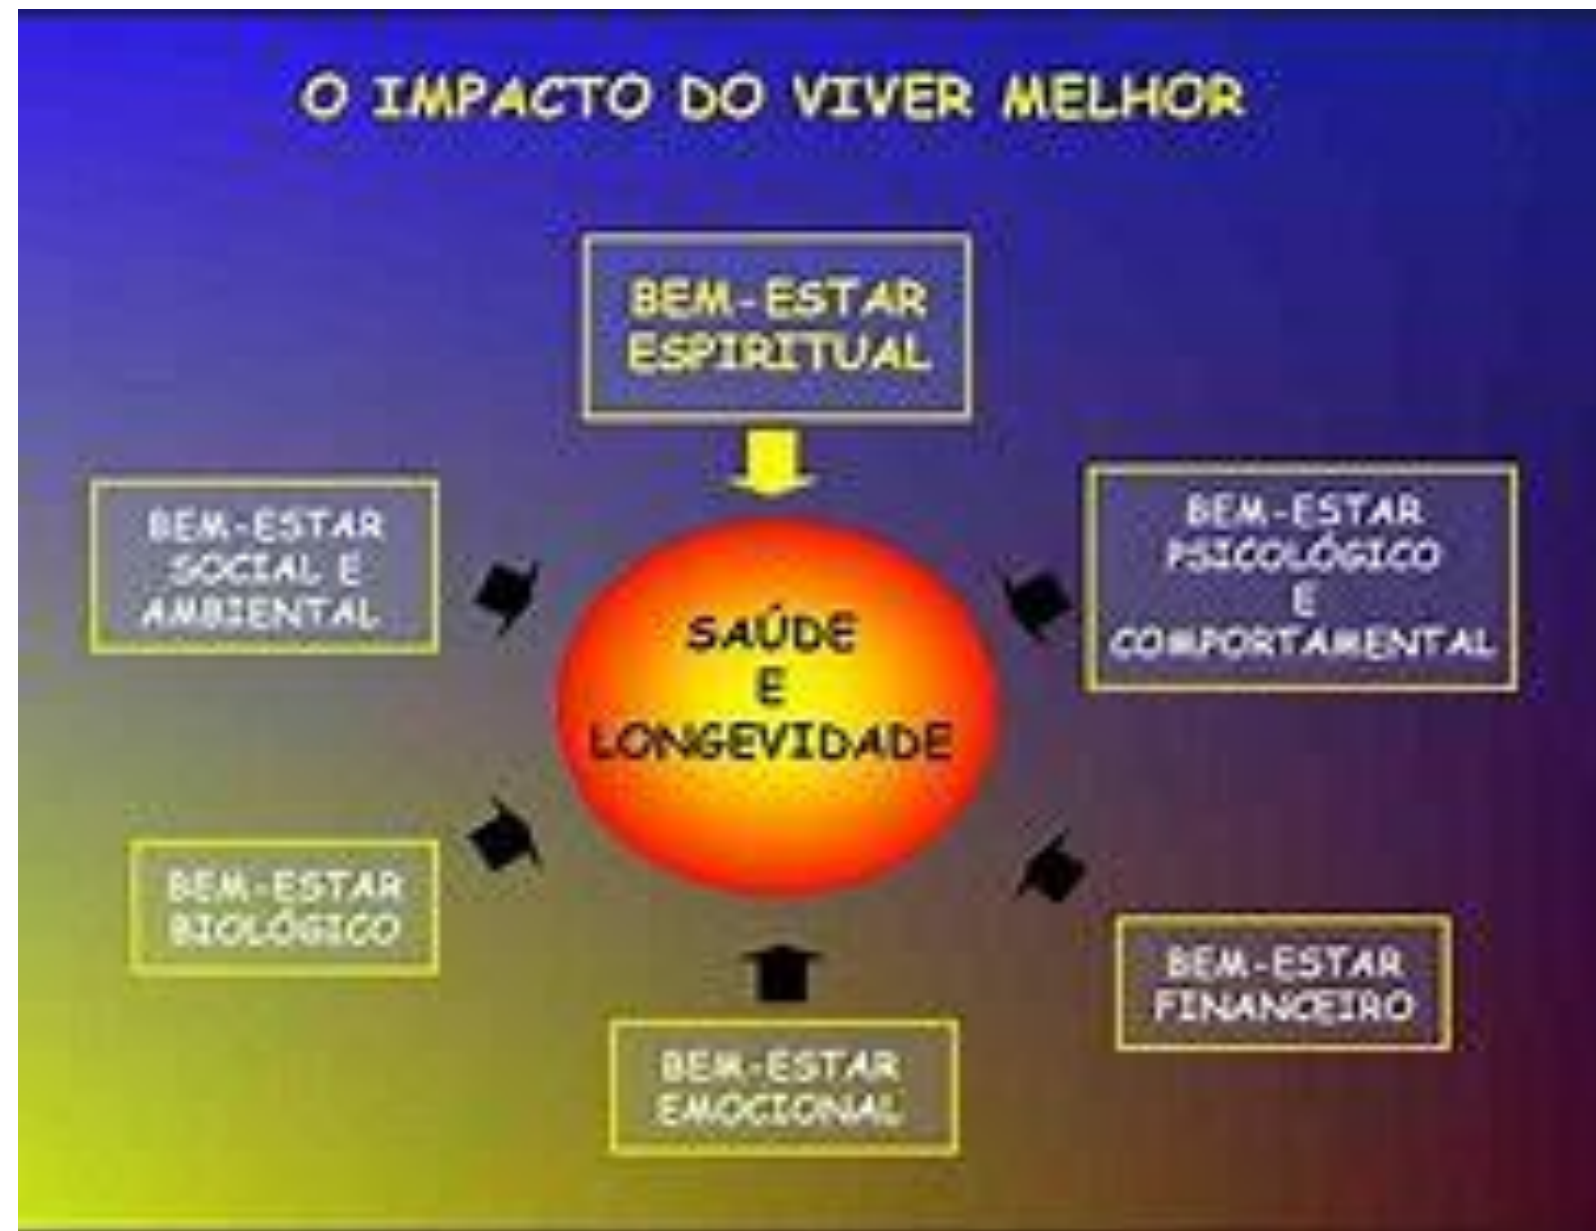 O IMPACTO DO VIVER MELHOR
BEM-ESTAR
ESPIRITUAL
BEM-ESTAR
SOCIAL E
AMBIENTAL
BEM-ESTAR
PSICOLÓGICO
E
COMPORTAMENTAL
SAÚDE
E
LONGEVIDADE
BEM-ESTAR
BIOLÓGICO
BEM-ESTAR
FINANCEIRO
BEM-ESTAR
EMOCIONAL